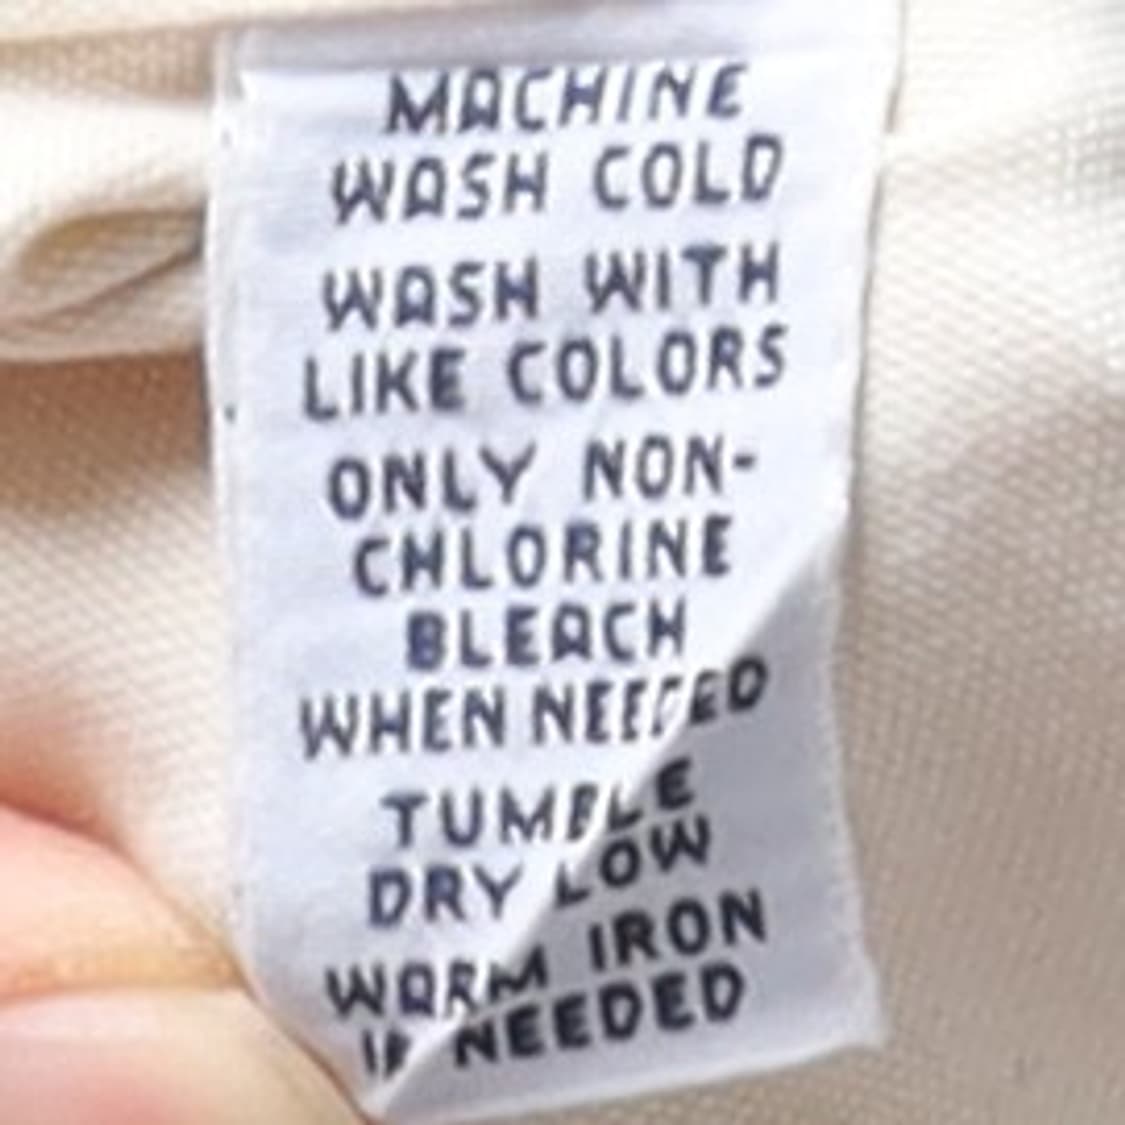 MACHINE
WASH COLD
WASH WITH
LIKE COLORS
ONLY NON-
CHLORINE
BLEACH
WHEN NEEDED
TUMBLE
DRY LOW
WARM IRON
IF NEEDED